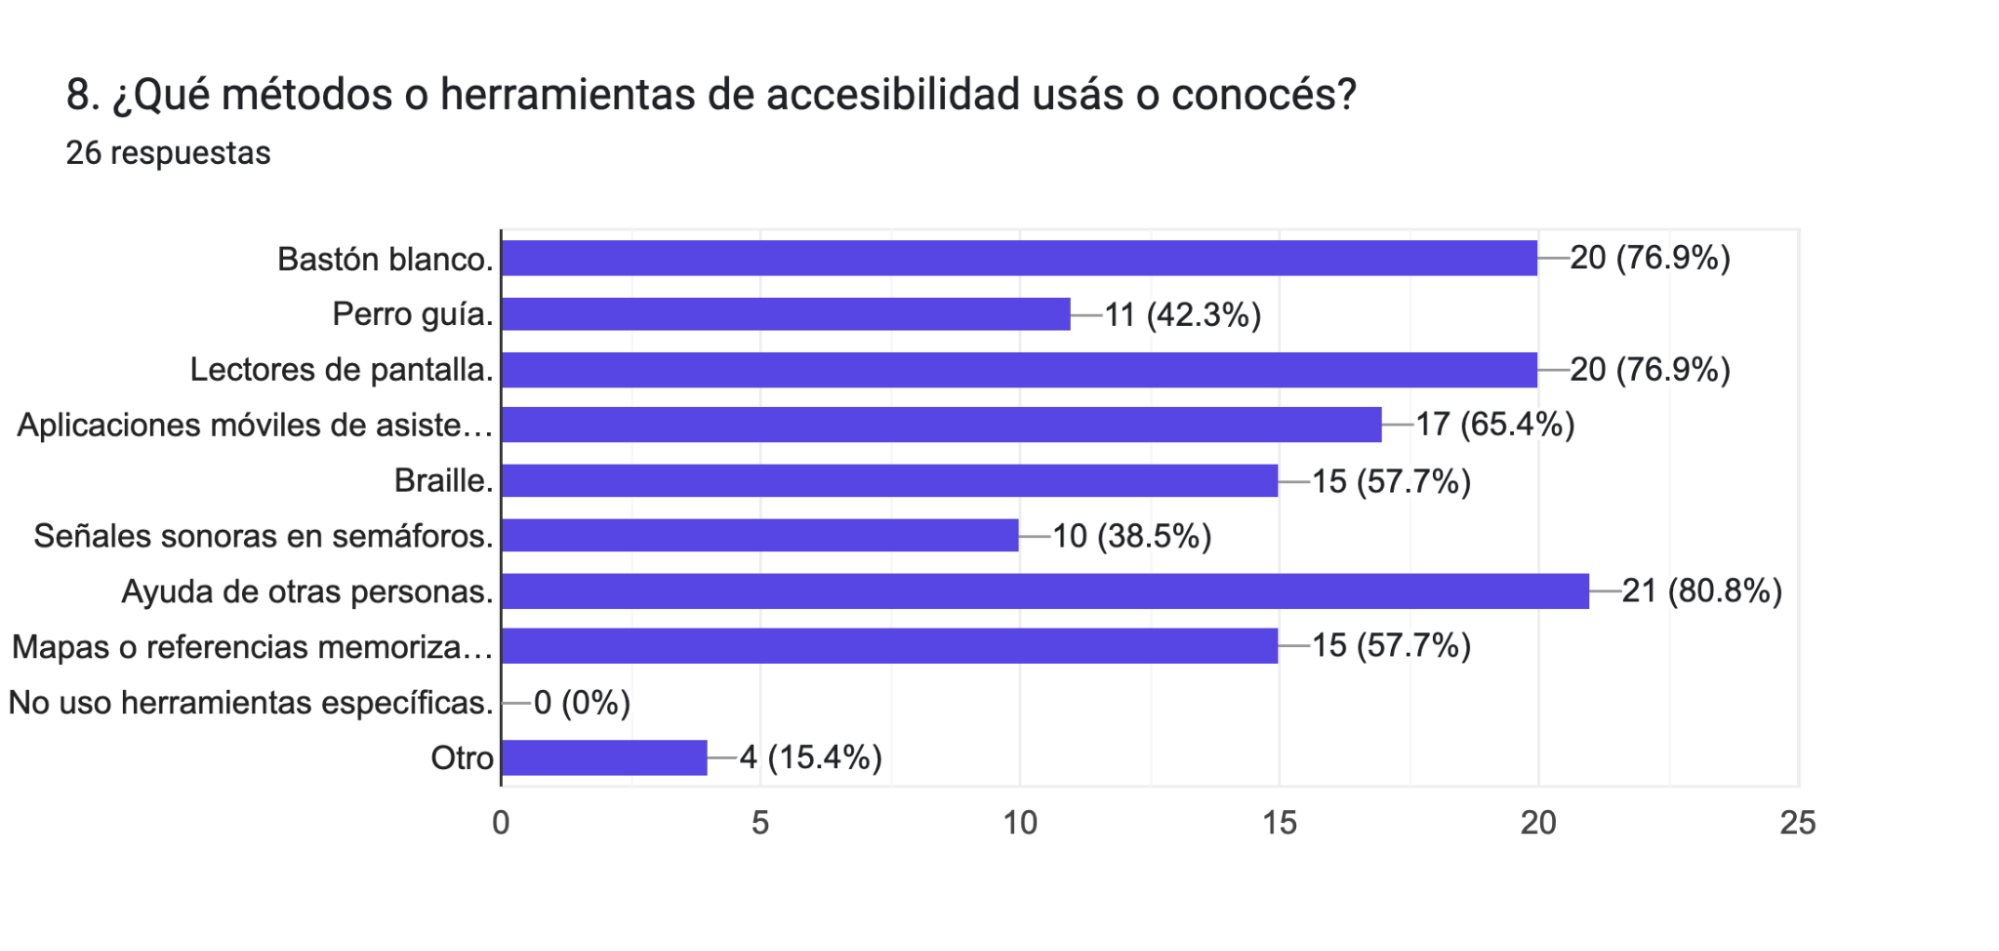 8. ¿Qué métodos o herramientas de accesibilidad usás o conocés?
26 respuestas
Bastón blanco. 20 (76.9%)
Perro guía. 11 (42.3%)
Lectores de pantalla. 20 (76.9%)
Aplicaciones móviles de asiste… 17 (65.4%)
Braille. 15 (57.7%)
Señales sonoras en semáforos. 10 (38.5%)
Ayuda de otras personas. 21 (80.8%)
Mapas o referencias memoriza… 15 (57.7%)
No uso herramientas específicas. 0 (0%)
Otro 4 (15.4%)
0 5 10 15 20 25